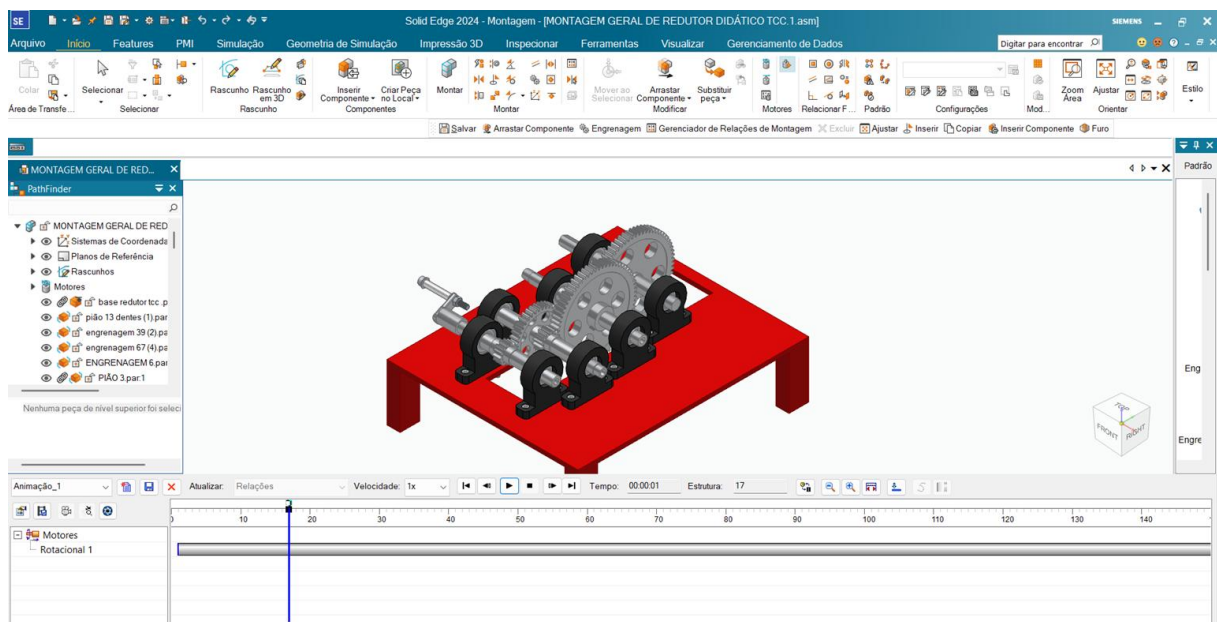 SE Solid Edge 2024 - Montagem - [MONTAGEM GERAL DE REDUTOR DIDÁTICO TCC.1.asm] SIEMENS
Arquivo Início Features PMI Simulação Geometria de Simulação Impressão 3D Inspecionar Ferramentas Visualizar Gerenciamento de Dados Digitar para encontrar
Colar Selecionar Rascunho Rascunho em 3D Inserir Componente Criar Peça no Local Montar Mover ao Selecionar Arrastar Componente Substituir peça Zoom Área Ajustar Estilo
Área de Transfe... Selecionar Rascunho Componentes Montar Modificar Motores Relacionar F... Padrão Configurações Mod... Orientar
Salvar Arrastar Componente Engrenagem Gerenciador de Relações de Montagem Excluir Ajustar Inserir Copiar Inserir Componente Furo
MONTAGEM GERAL DE RED... Padrão
PathFinder
MONTAGEM GERAL DE RED
Sistemas de Coordenada
Planos de Referência
Rascunhos
Motores
base redutor tcc .p
pião 13 dentes (1).par
engrenagem 39 (2).pa
engrenagem 67 (4).pa
ENGRENAGEM 6.par
PIÃO 3.par:1
Eng
Nenhuma peça de nível superior foi seleci
TOP
FRONT RIGHT
Engre
Animação_1 Atualizar: Relações Velocidade: 1x Tempo: 00:00:01 Estrutura: 17
0 10 20 30 40 50 60 70 80 90 100 110 120 130 140
Motores
Rotacional 1